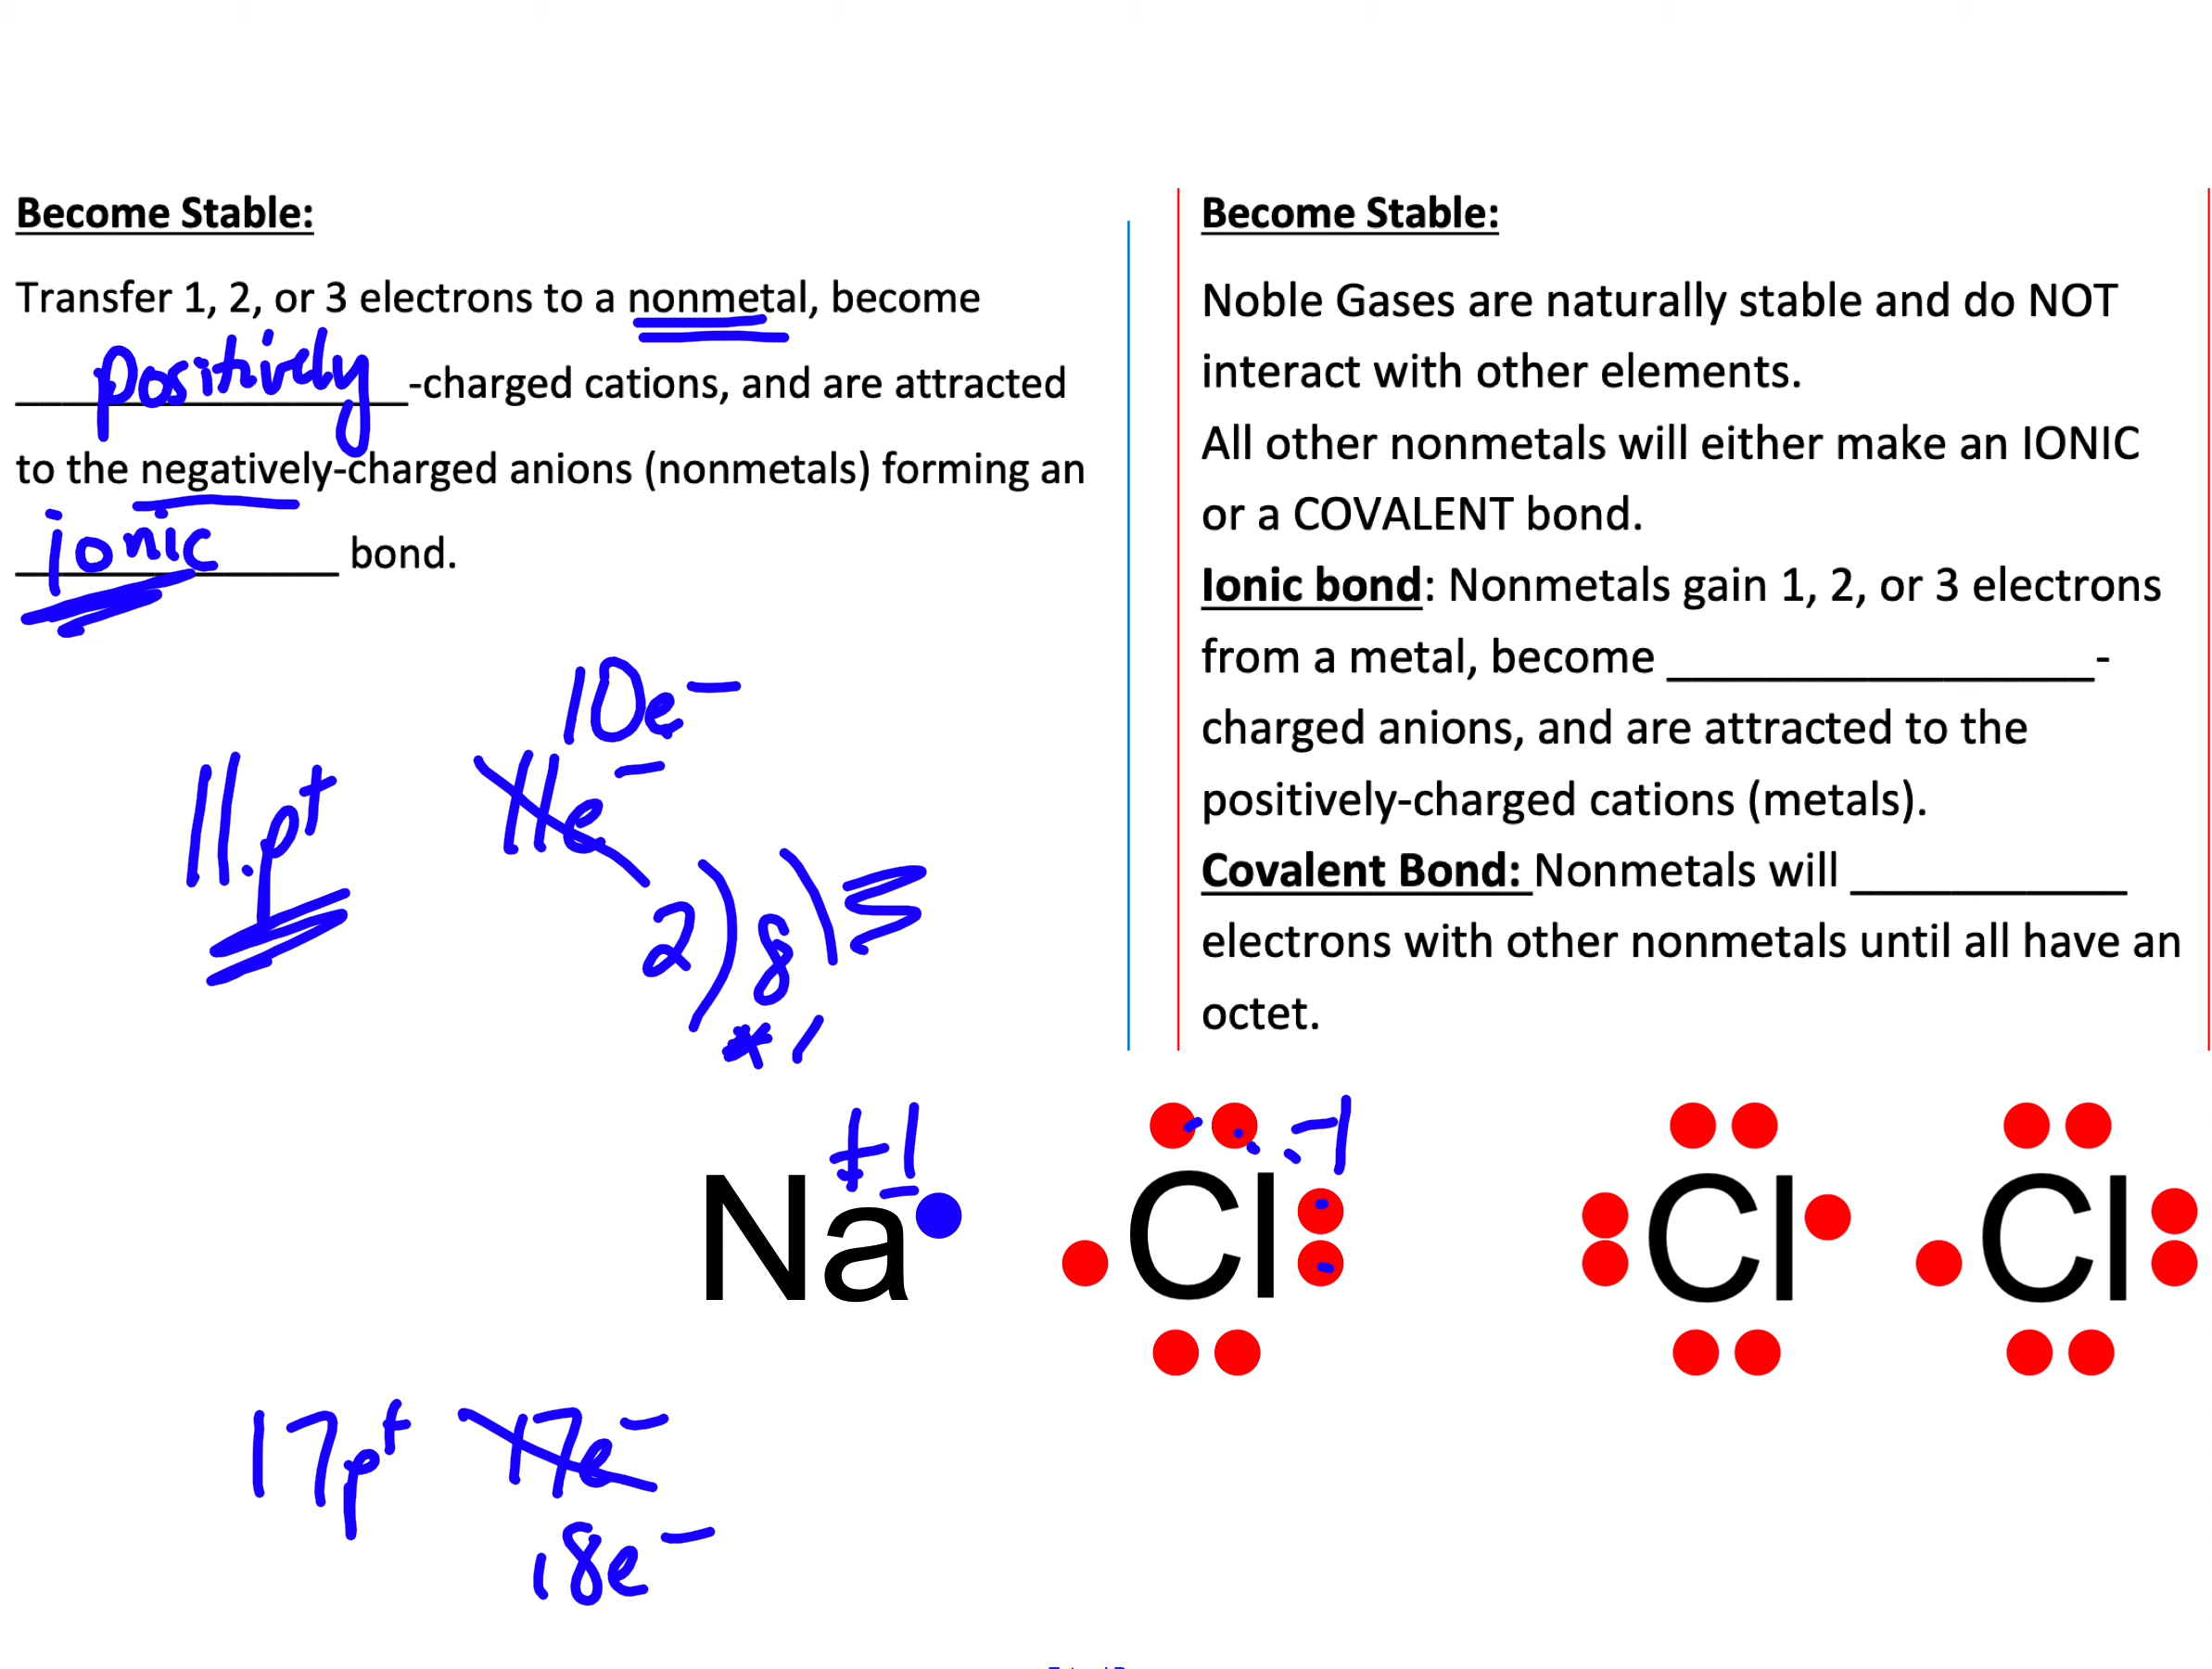 Become Stable:
Transfer 1, 2, or 3 electrons to a nonmetal, become
positively -charged cations, and are attracted
to the negatively-charged anions (nonmetals) forming an
ionic bond.
10e⁻
11p⁺ 11e⁻
2) 8)
1
Become Stable:
Noble Gases are naturally stable and do NOT
interact with other elements.
All other nonmetals will either make an IONIC
or a COVALENT bond.
Ionic bond: Nonmetals gain 1, 2, or 3 electrons
from a metal, become ____________-
charged anions, and are attracted to the
positively-charged cations (metals).
Covalent Bond: Nonmetals will ____________
electrons with other nonmetals until all have an
octet.
+1 -1
Na Cl Cl Cl
17p⁺ 17e⁻
18e⁻